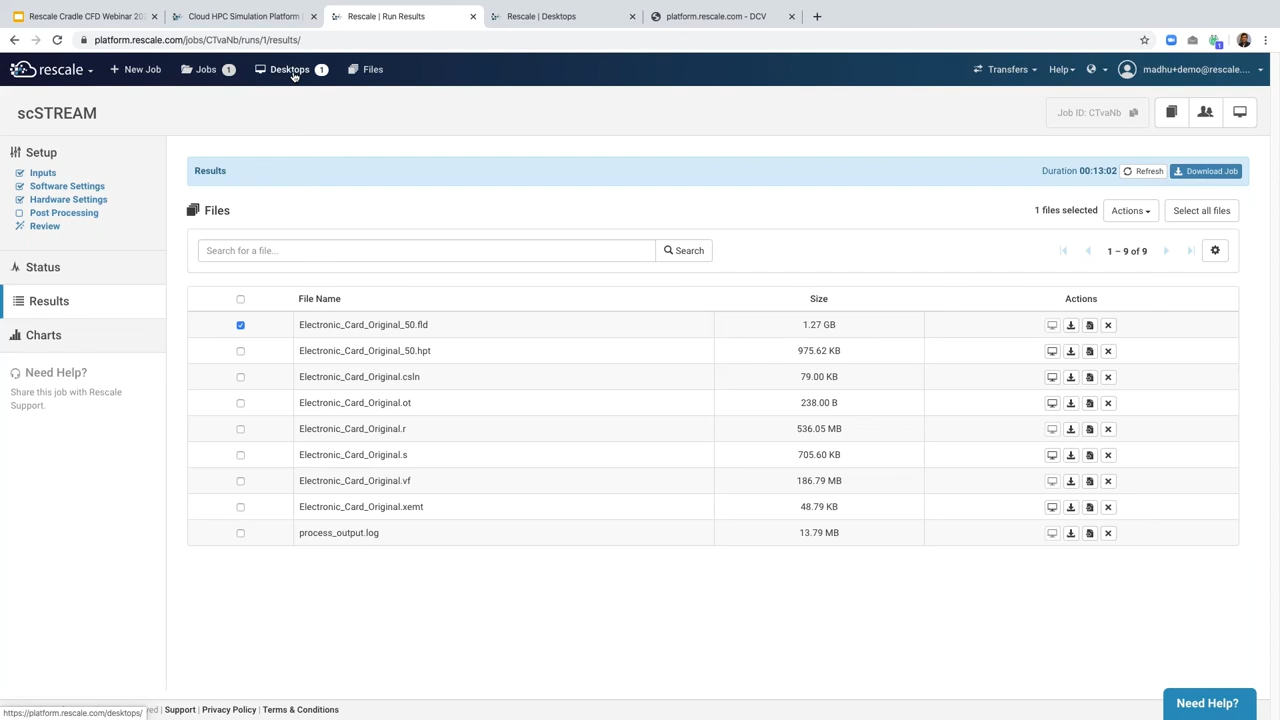 Rescale Cradle CFD Webinar 202
Cloud HPC Simulation Platform
Rescale | Run Results
Rescale | Desktops
platform.rescale.com - DCV
platform.rescale.com/jobs/CTvaNb/runs/1/results/
rescale
New Job
Jobs 1
Desktops 1
Files
Transfers
Help
madhu+demo@rescale....
scSTREAM
Job ID: CTvaNb
Setup
Inputs
Software Settings
Hardware Settings
Post Processing
Review
Status
Results
Charts
Need Help?
Share this job with Rescale
Support.
Results
Duration 00:13:02
Refresh
Download Job
Files
1 files selected
Actions
Select all files
Search for a file...
Search
1 – 9 of 9
File Name Size Actions
Electronic_Card_Original_50.fld 1.27 GB
Electronic_Card_Original_50.hpt 975.62 KB
Electronic_Card_Original.csln 79.00 KB
Electronic_Card_Original.ot 238.00 B
Electronic_Card_Original.r 536.05 MB
Electronic_Card_Original.s 705.60 KB
Electronic_Card_Original.vf 186.79 MB
Electronic_Card_Original.xemt 48.79 KB
process_output.log 13.79 MB
https://platform.rescale.com/desktops/
Support
Privacy Policy
Terms & Conditions
Need Help?